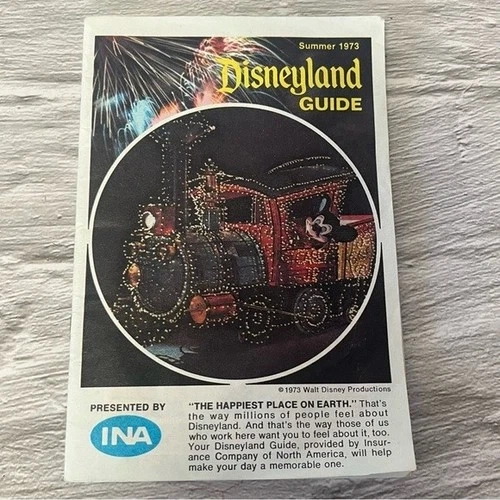 Summer 1973
Disneyland
GUIDE
© 1973 Walt Disney Productions
PRESENTED BY
INA
"THE HAPPIEST PLACE ON EARTH." That's
the way millions of people feel about
Disneyland. And that's the way those of us
who work here want you to feel about it, too.
Your Disneyland Guide, provided by Insur-
ance Company of North America, will help
make your day a memorable one.